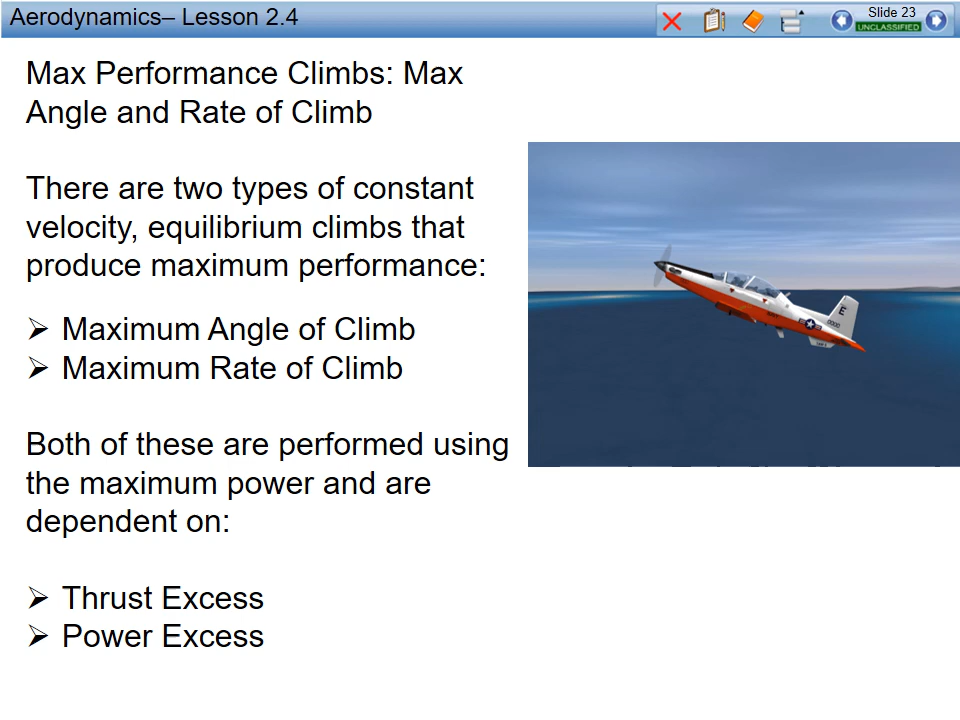 Aerodynamics– Lesson 2.4
Slide 23
UNCLASSIFIED
Max Performance Climbs: Max
Angle and Rate of Climb
There are two types of constant
velocity, equilibrium climbs that
produce maximum performance:
➢ Maximum Angle of Climb
➢ Maximum Rate of Climb
Both of these are performed using
the maximum power and are
dependent on:
➢ Thrust Excess
➢ Power Excess
E